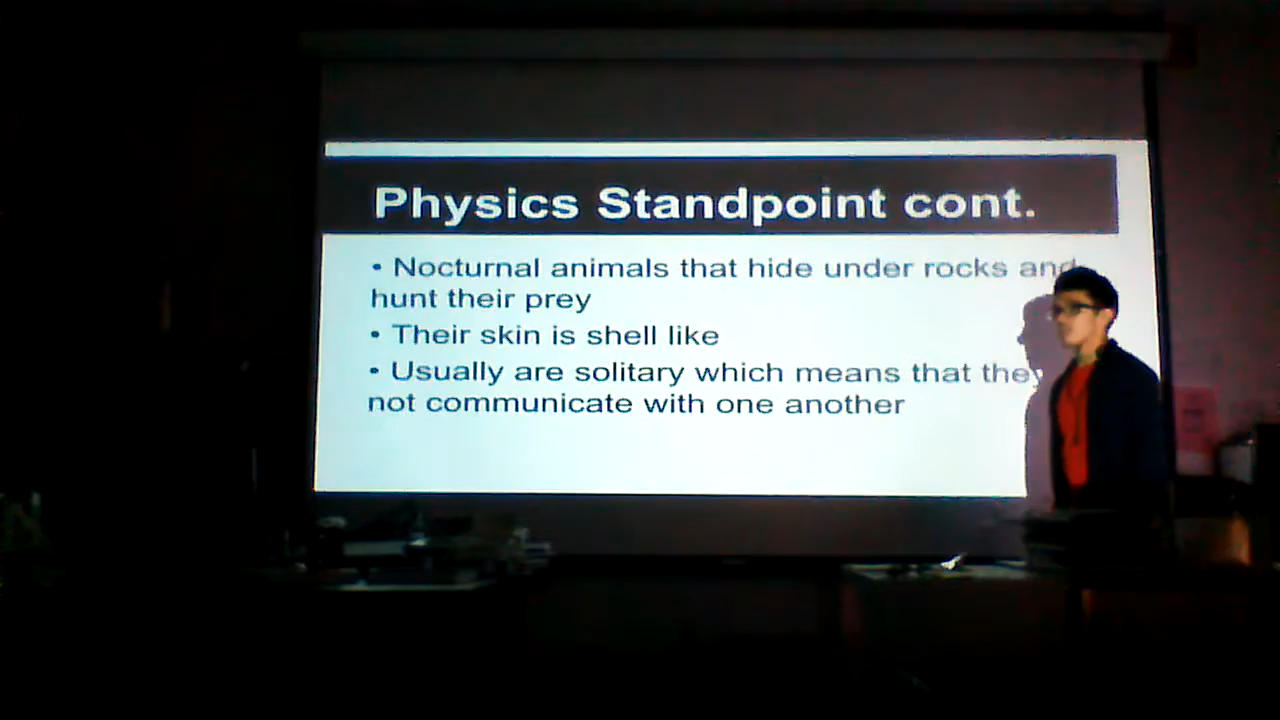 Physics Standpoint cont.
• Nocturnal animals that hide under rocks and
hunt their prey
• Their skin is shell like
• Usually are solitary which means that they
not communicate with one another